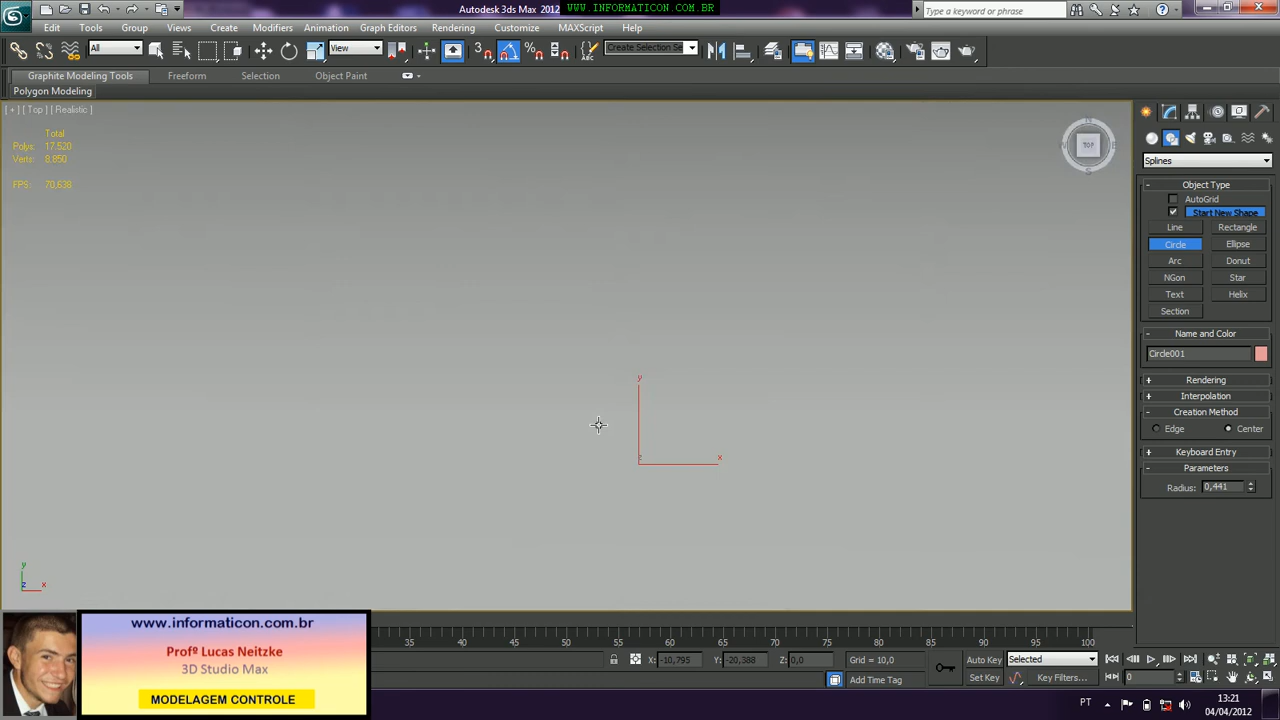 Autodesk 3ds Max 2012
WWW.INFORMATICON.COM.BR
Type a keyword or phrase
Edit Tools Group Views Create Modifiers Animation Graph Editors Rendering Customize MAXScript Help
All View Create Selection Se
Graphite Modeling Tools Freeform Selection Object Paint
Polygon Modeling
[ + ] [ Top ] [ Realistic ]
Total
Polys: 17.520
Verts: 8.850
FPS: 70,638
TOP
Splines
- Object Type
AutoGrid
Start New Shape
Line Rectangle
Circle Ellipse
Arc Donut
NGon Star
Text Helix
Section
- Name and Color
Circle001
+ Rendering
+ Interpolation
- Creation Method
Edge Center
+ Keyboard Entry
- Parameters
Radius: 0,441
y
z x
y
z x
35 40 45 50 55 60 65 70 75 80 85 90 95 100
X: -10,795 Y: -20,388 Z: 0,0 Grid = 10,0 Auto Key Selected
Add Time Tag Set Key Key Filters... 0
www.informaticon.com.br
Profº Lucas Neitzke
3D Studio Max
MODELAGEM CONTROLE
PT 13:21
04/04/2012